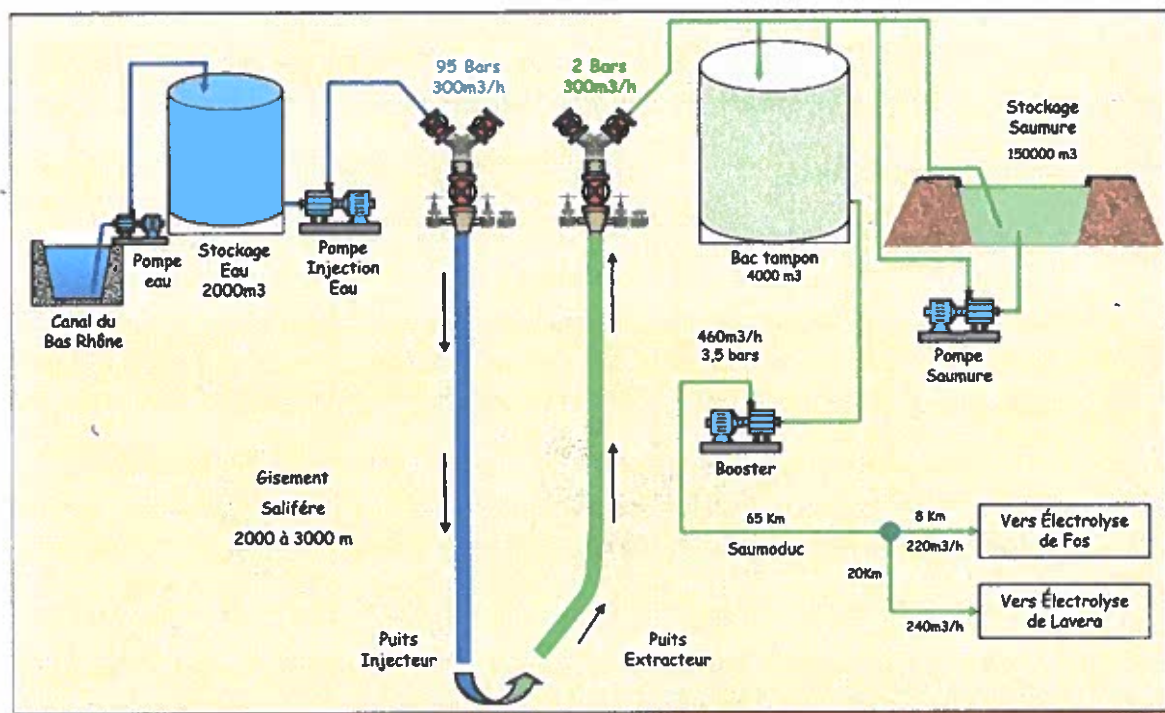 95 Bars
300m3/h
2 Bars
300m3/h
Stockage
Saumure
150000 m3
Pompe
eau
Stockage
Eau
2000m3
Pompe
Injection
Eau
Bac tampon
4000 m3
Canal du
Bas Rhône
460m3/h
3,5 bars
Pompe
Saumure
Booster
Gisement
Salifére
2000 à 3000 m
65 Km
Saumoduc
8 Km
220m3/h
Vers Électrolyse
de Fos
20Km
240m3/h
Vers Électrolyse
de Lavera
Puits
Injecteur
Puits
Extracteur